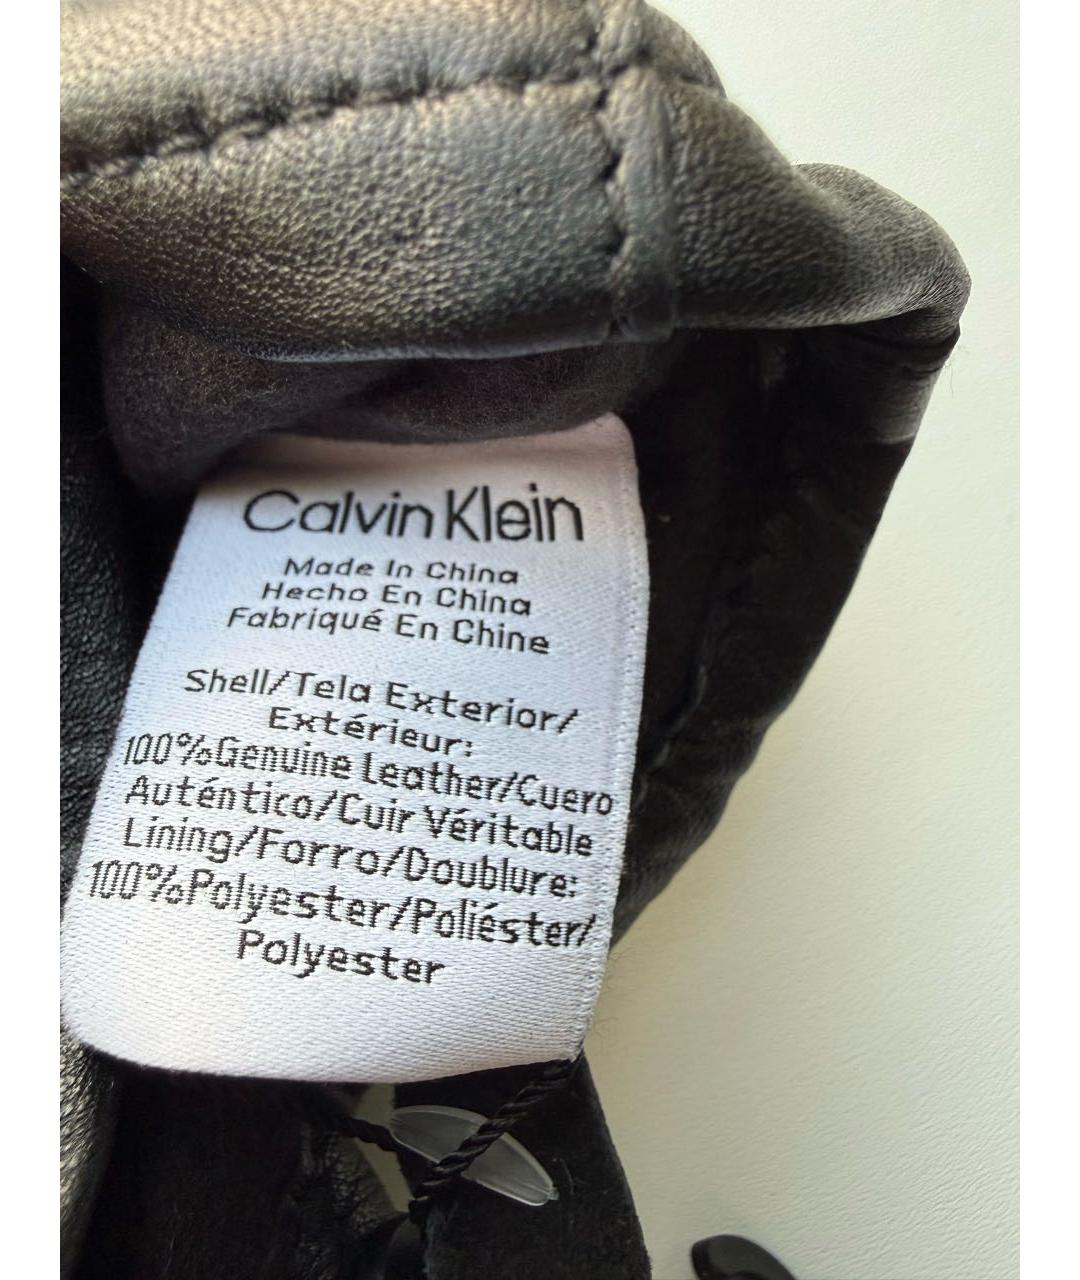 Calvin Klein
Made In China
Hecho En China
Fabriqué En Chine
Shell/Tela Exterior/
Extérieur:
100%Genuine Leather/Cuero
Auténtico/Cuir Véritable
Lining/Forro/Doublure:
100%Polyester/Poliéster/
Polyester